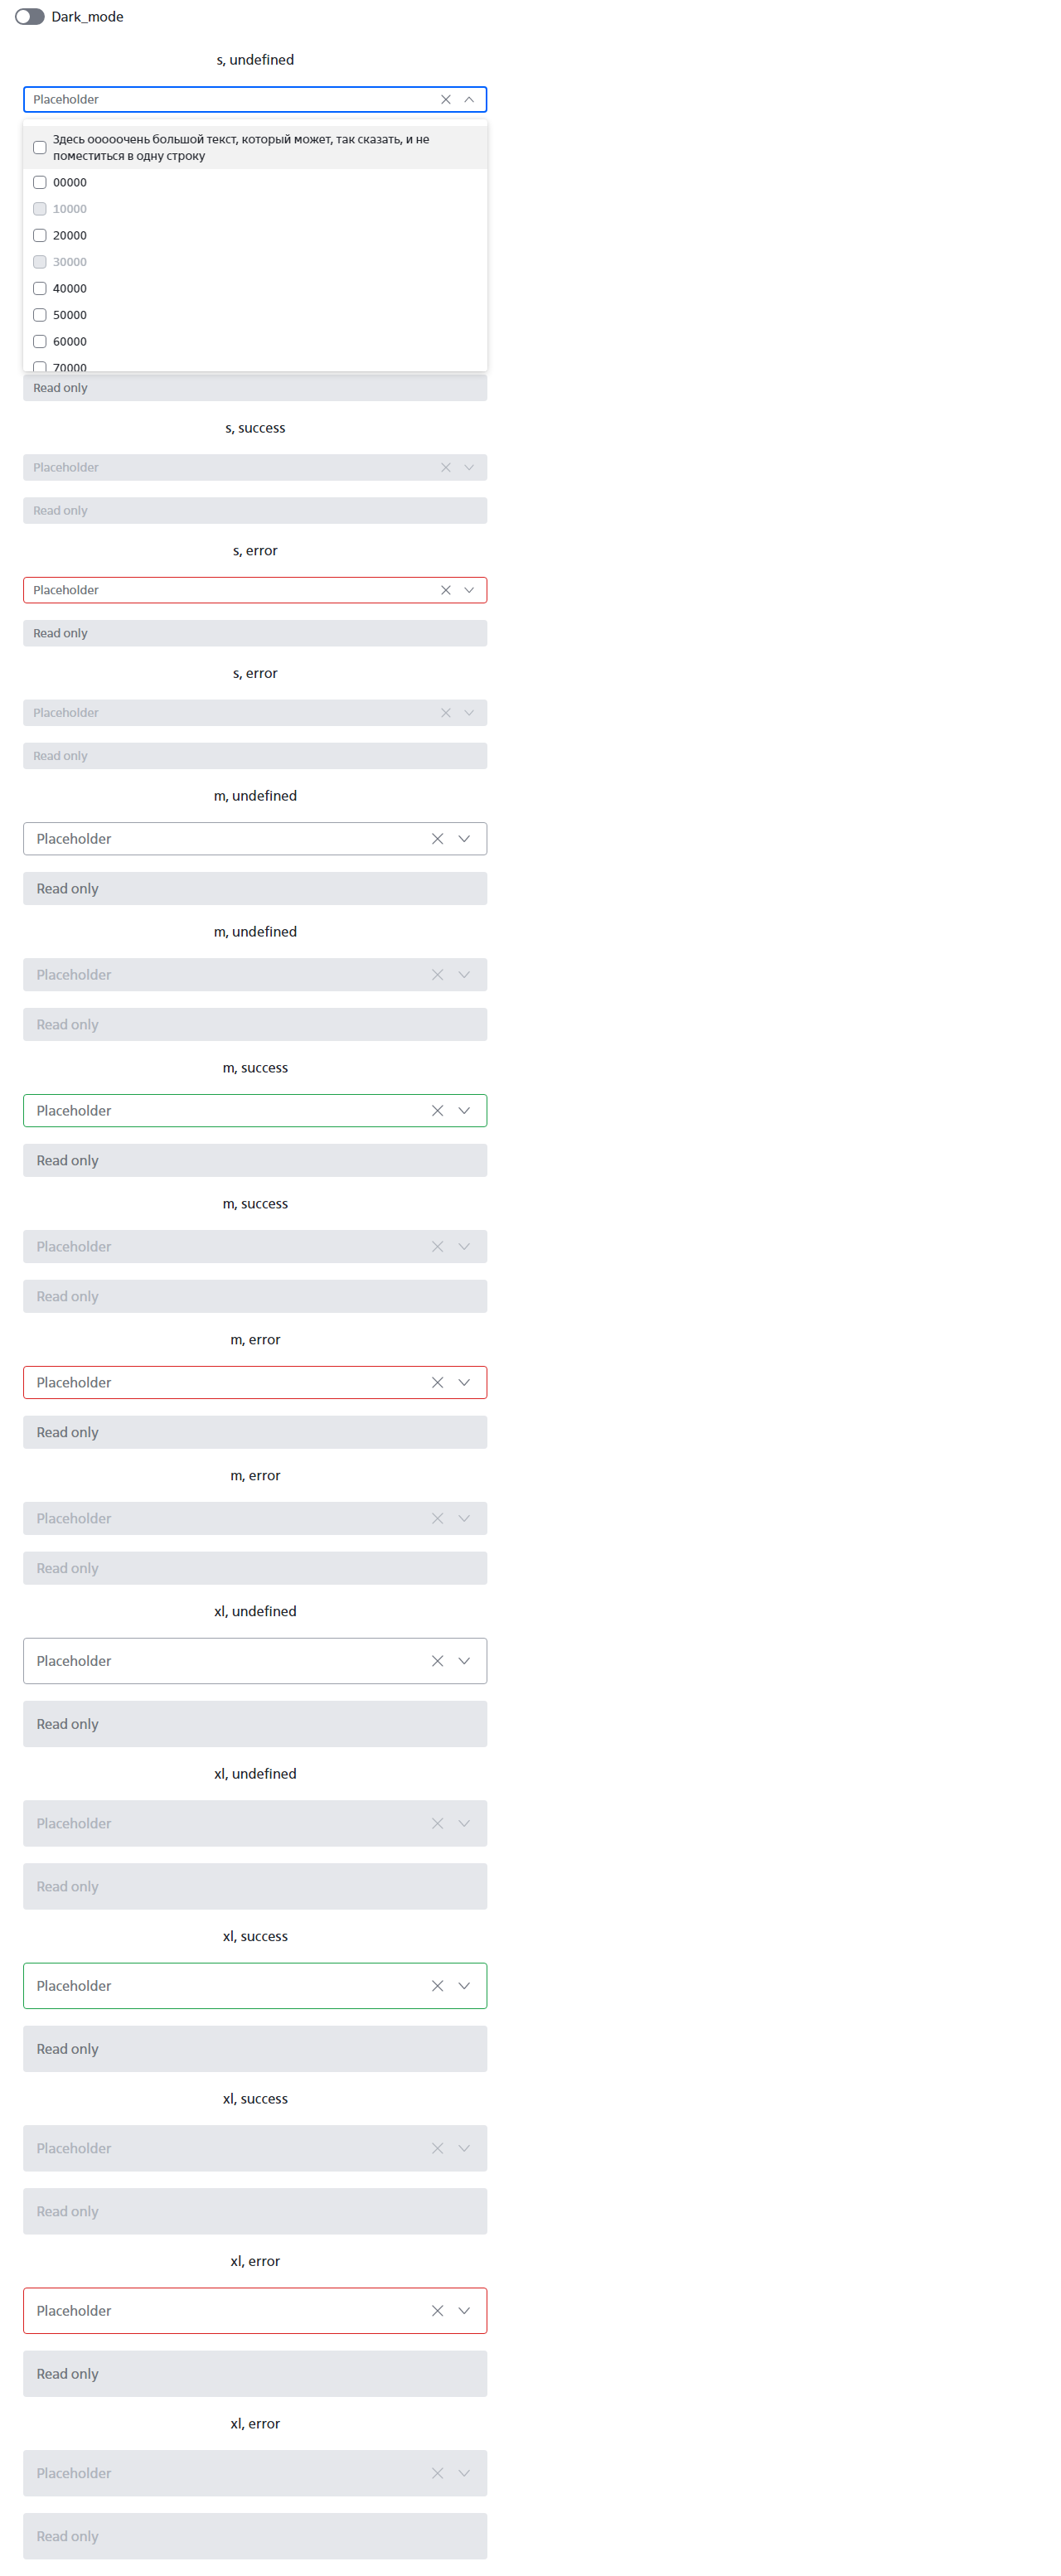 Dark_mode
s, undefined
Placeholder
Здесь ооооочень большой текст, который может, так сказать, и не
поместиться в одну строку
00000
10000
20000
30000
40000
50000
60000
70000
Read only
s, success
Placeholder
Read only
s, error
Placeholder
Read only
s, error
Placeholder
Read only
m, undefined
Placeholder
Read only
m, undefined
Placeholder
Read only
m, success
Placeholder
Read only
m, success
Placeholder
Read only
m, error
Placeholder
Read only
m, error
Placeholder
Read only
xl, undefined
Placeholder
Read only
xl, undefined
Placeholder
Read only
xl, success
Placeholder
Read only
xl, success
Placeholder
Read only
xl, error
Placeholder
Read only
xl, error
Placeholder
Read only